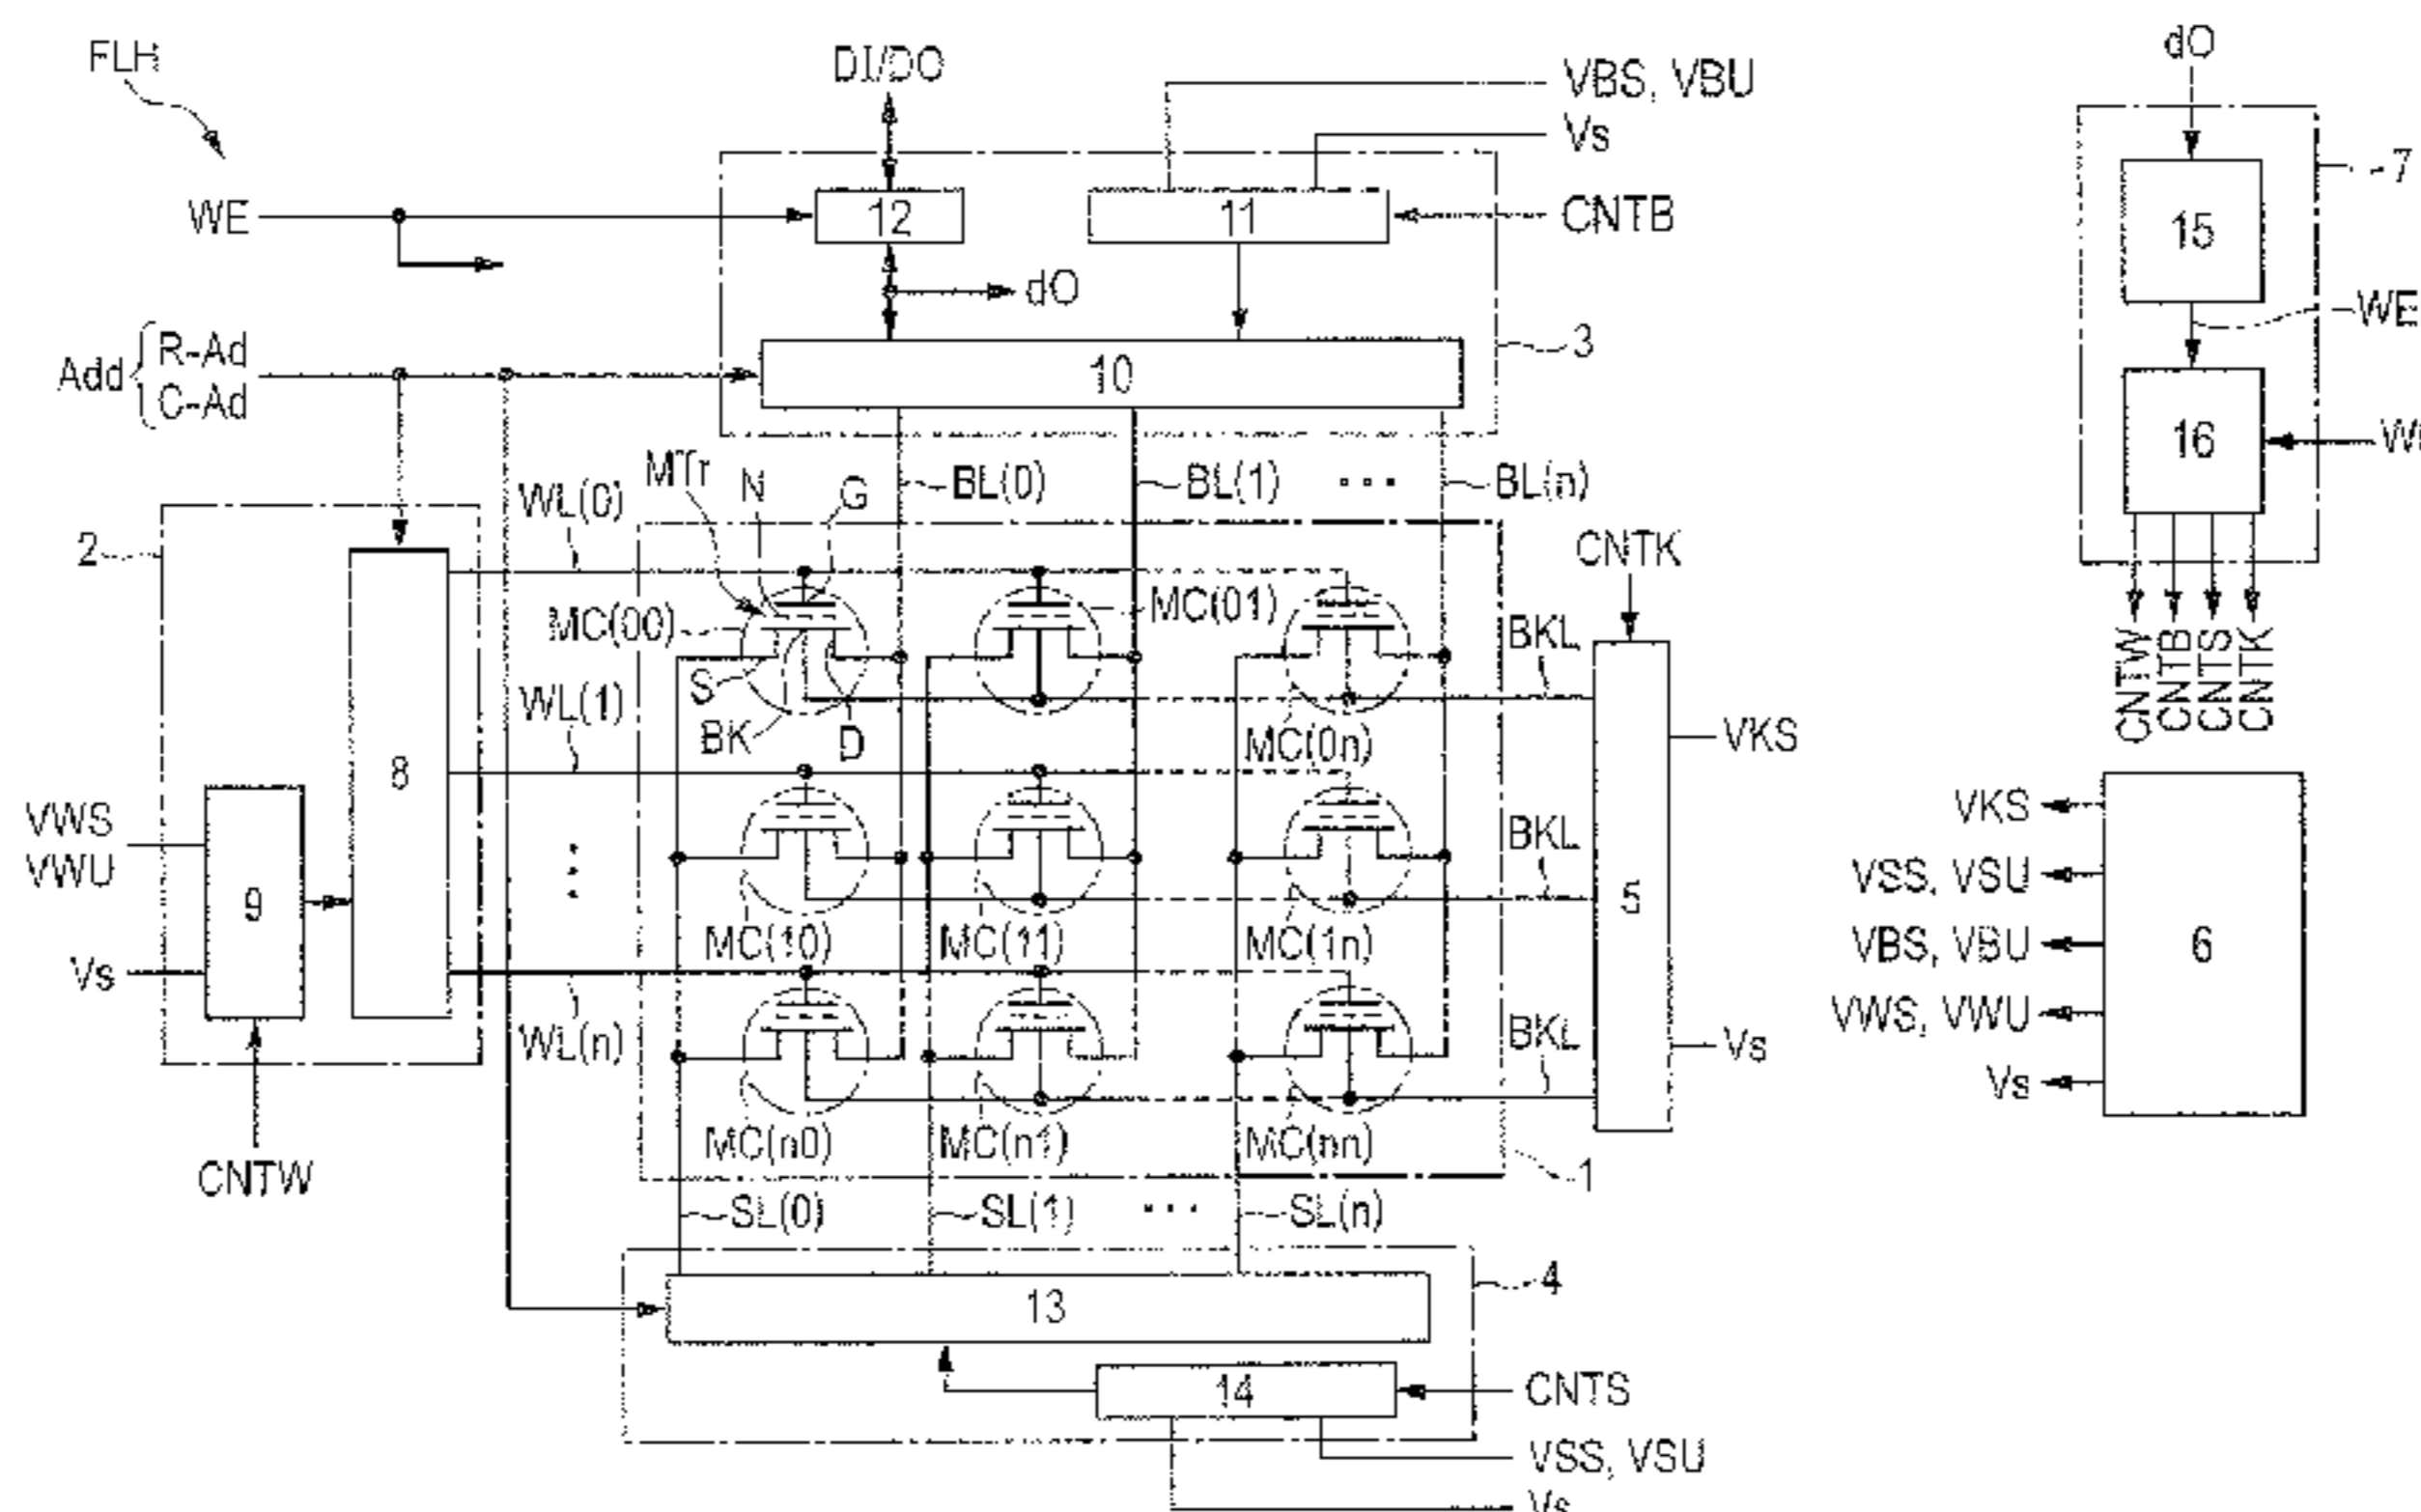 FLH
DI/DO
VBS, VBU
Vs
dO
WE
12
11
CNTB
15
7
dO
WE
Add
R-Ad
C-Ad
10
3
16
MTr
N
G
BL(0)
BL(1)
...
BL(n)
WL(0)
2
CNTK
MC(00)
MC(01)
BKL
CNTW
CNTB
CNTS
CNTK
S
BK
D
WL(1)
MC(0n)
VKS
8
VWS
VWU
9
BKL
5
VKS
VSS, VSU
VBS, VBU
6
MC(10)
MC(11)
MC(1n)
Vs
VWS, VWU
WL(n)
BKL
Vs
Vs
MC(n0)
MC(n1)
MC(nn)
CNTW
1
SL(0)
SL(1)
...
SL(n)
13
4
14
CNTS
VSS, VSU
Vs